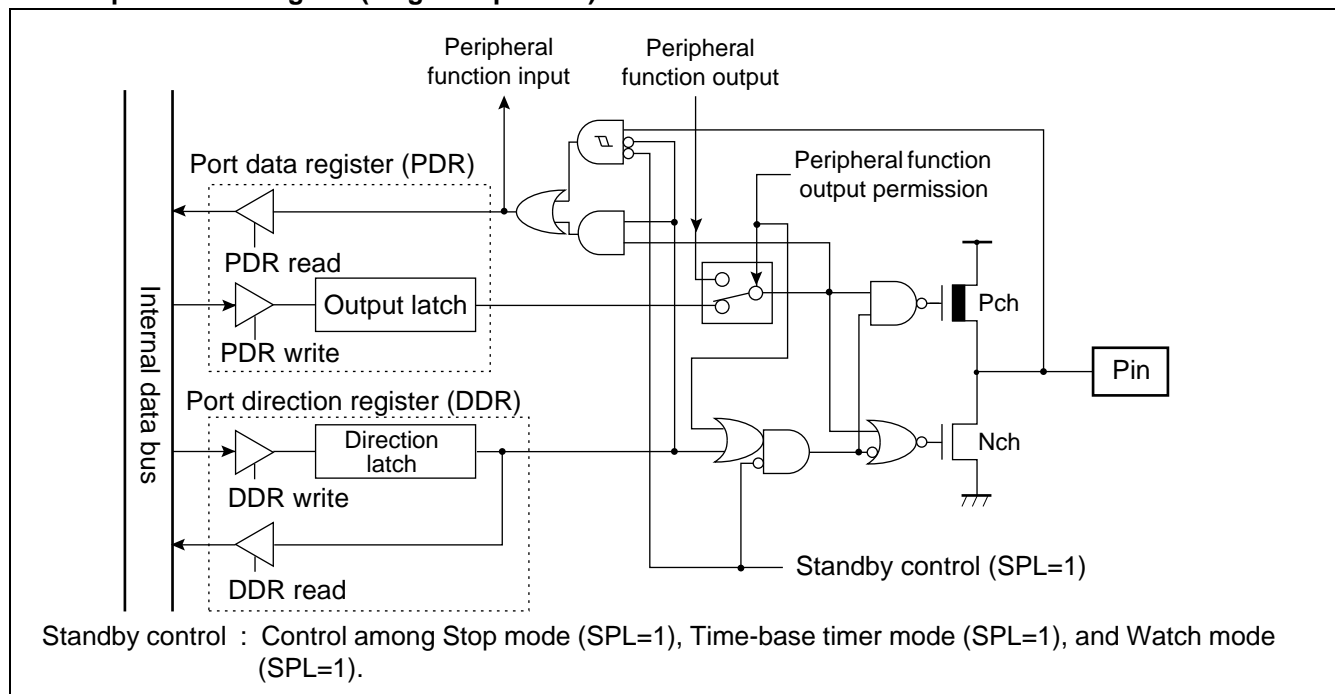 Peripheral
function input
Peripheral
function output
Port data register (PDR)
Peripheral function
output permission
PDR read
Output latch
PDR write
Pch
Pin
Internal data bus
Port direction register (DDR)
Direction
latch
Nch
DDR write
DDR read
Standby control (SPL=1)
Standby control : Control among Stop mode (SPL=1), Time-base timer mode (SPL=1), and Watch mode
(SPL=1).